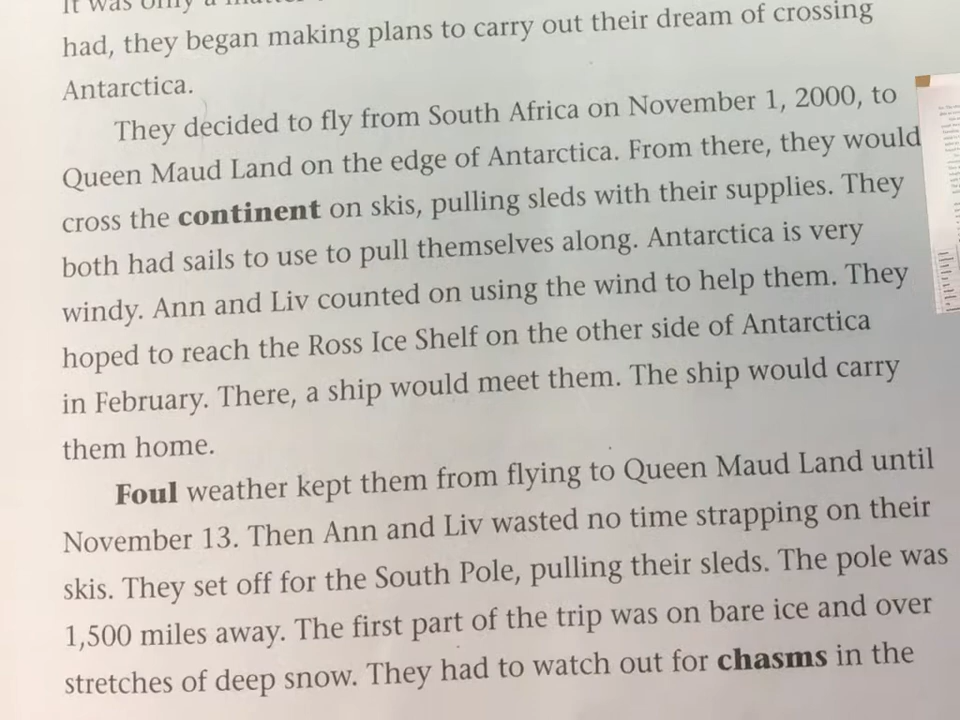 It was only a matter
had, they began making plans to carry out their dream of crossing
Antarctica.
They decided to fly from South Africa on November 1, 2000, to
Queen Maud Land on the edge of Antarctica. From there, they would
cross the continent on skis, pulling sleds with their supplies. They
both had sails to use to pull themselves along. Antarctica is very
windy. Ann and Liv counted on using the wind to help them. They
hoped to reach the Ross Ice Shelf on the other side of Antarctica
in February. There, a ship would meet them. The ship would carry
them home.
Foul weather kept them from flying to Queen Maud Land until
November 13. Then Ann and Liv wasted no time strapping on their
skis. They set off for the South Pole, pulling their sleds. The pole was
1,500 miles away. The first part of the trip was on bare ice and over
stretches of deep snow. They had to watch out for chasms in the